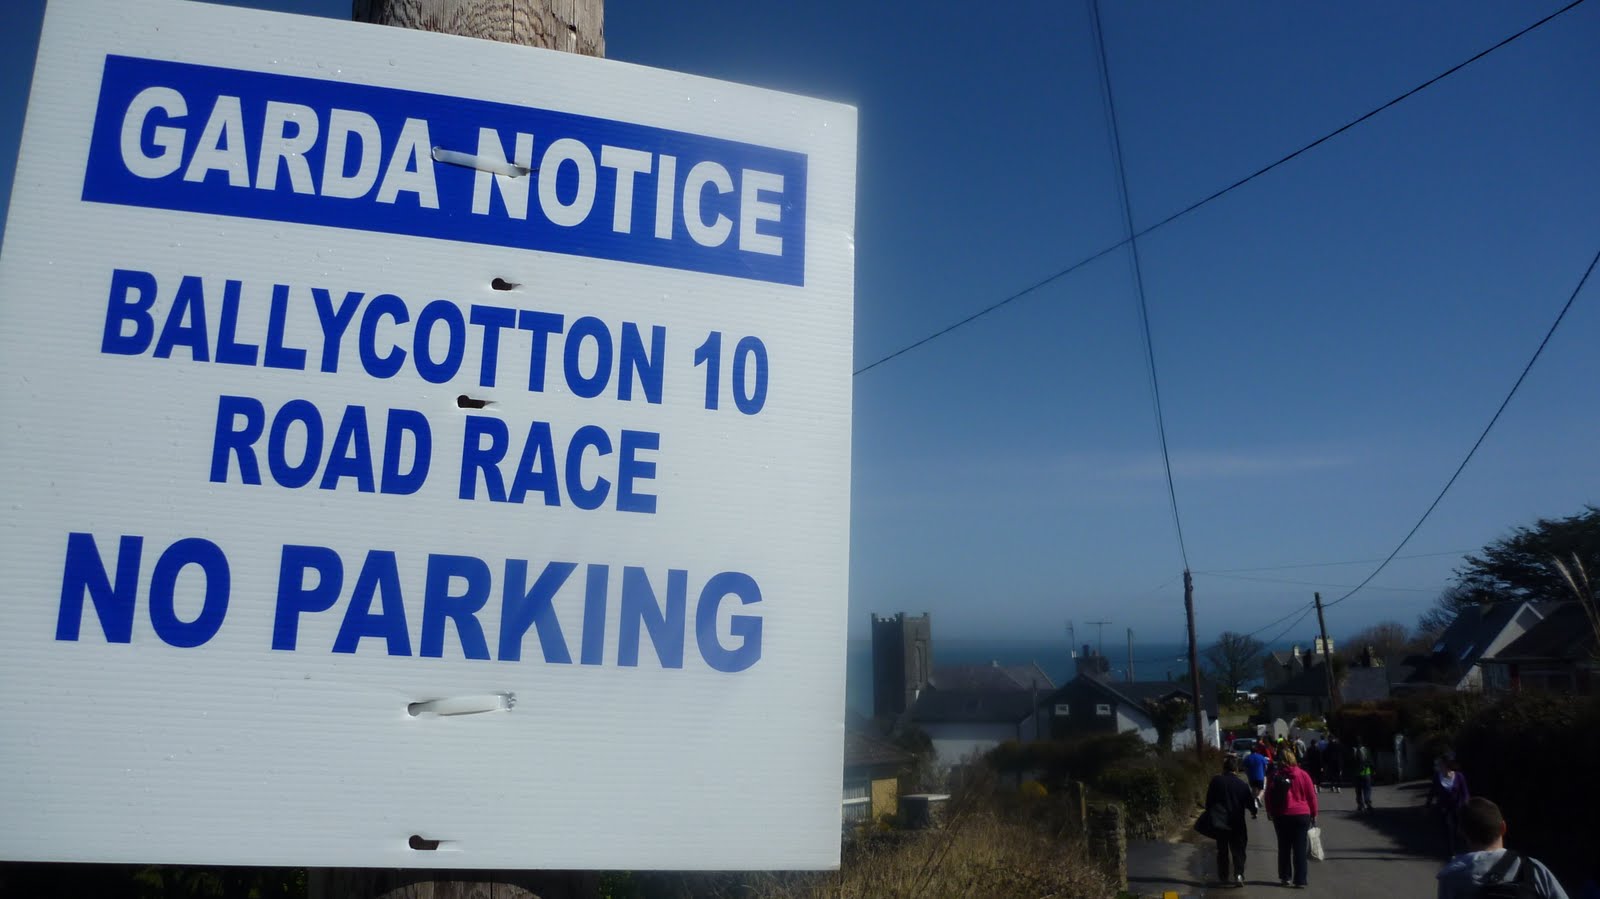 GARDA NOTICE
BALLYCOTTON 10
ROAD RACE
NO PARKING